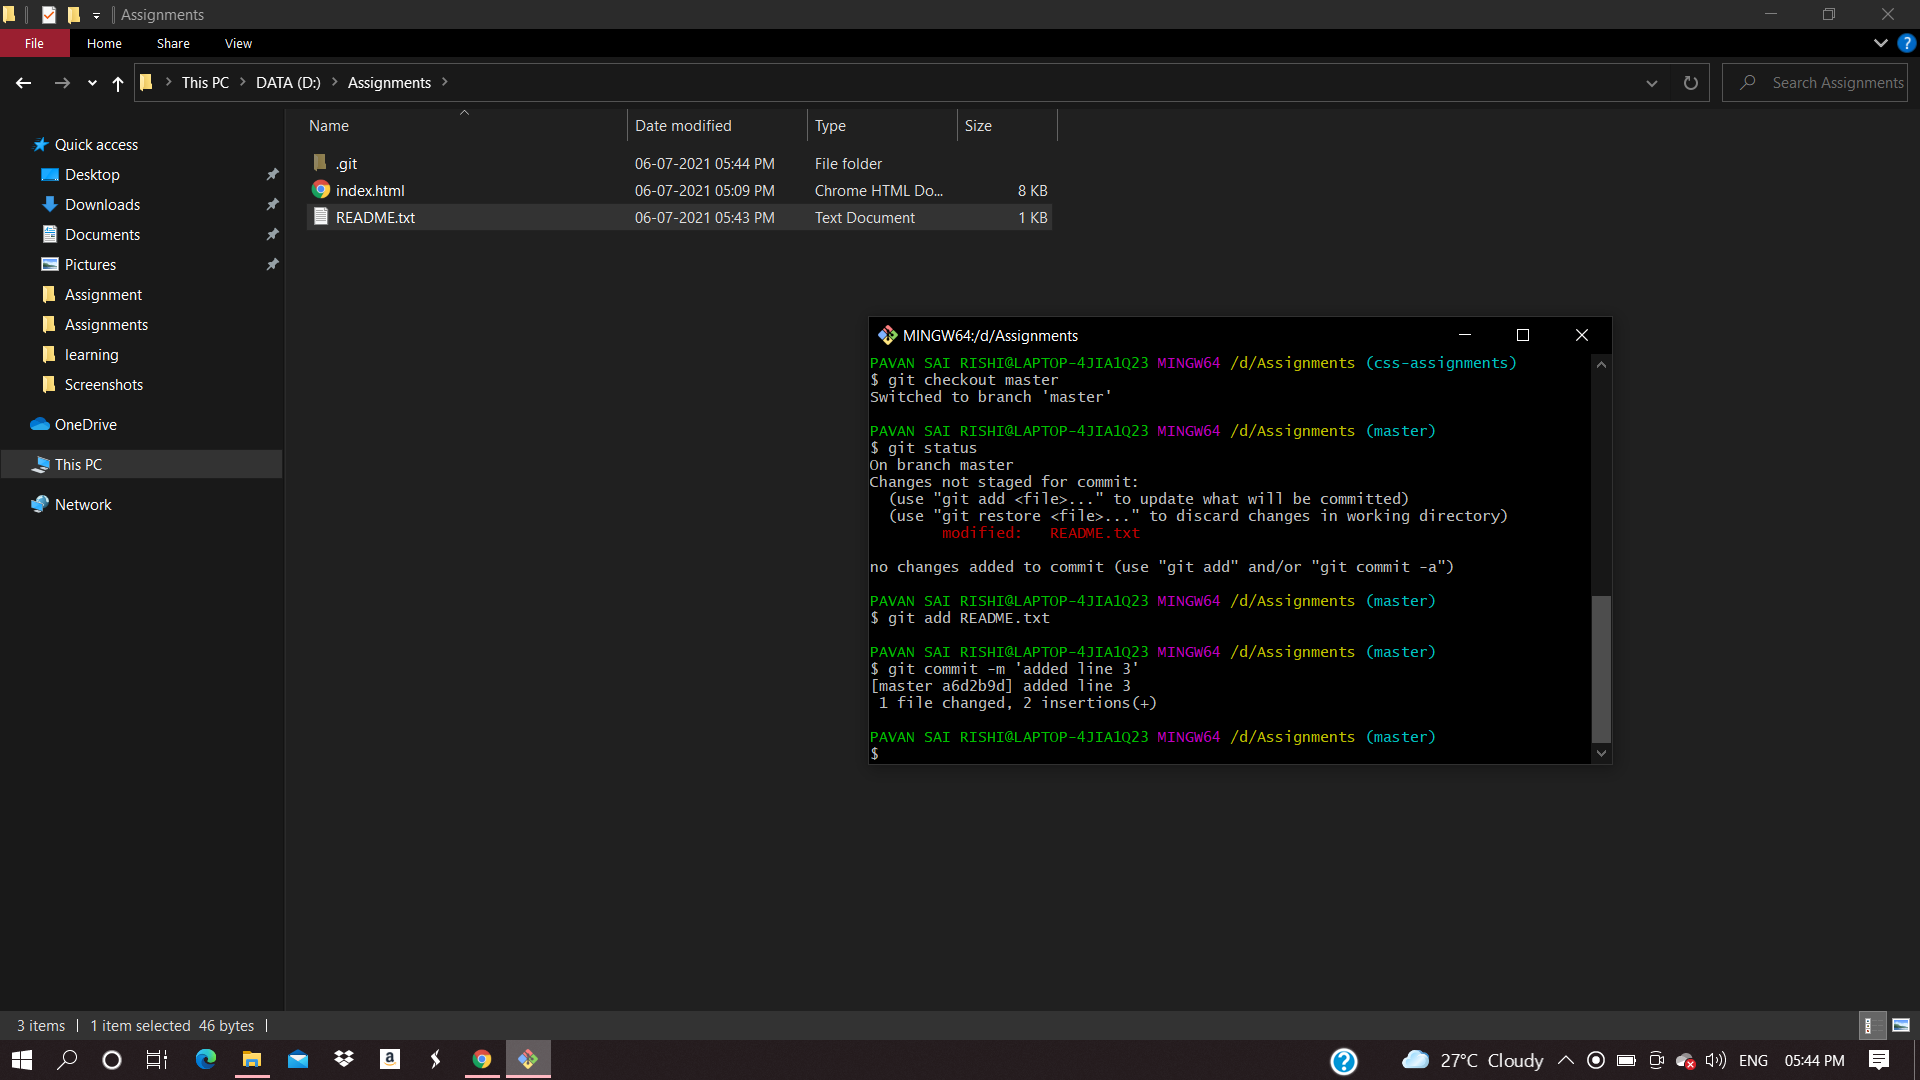 Assignments
File Home Share View
This PC DATA (D:) Assignments
Search Assignments
Name Date modified Type Size
.git 06-07-2021 05:44 PM File folder
index.html 06-07-2021 05:09 PM Chrome HTML Do... 8 KB
README.txt 06-07-2021 05:43 PM Text Document 1 KB
Quick access
Desktop
Downloads
Documents
Pictures
Assignment
Assignments
learning
Screenshots
OneDrive
This PC
Network
MINGW64:/d/Assignments
PAVAN SAI RISHI@LAPTOP-4JIA1Q23 MINGW64 /d/Assignments (css-assignments)
$ git checkout master
Switched to branch 'master'
PAVAN SAI RISHI@LAPTOP-4JIA1Q23 MINGW64 /d/Assignments (master)
$ git status
On branch master
Changes not staged for commit:
(use "git add <file>..." to update what will be committed)
(use "git restore <file>..." to discard changes in working directory)
modified: README.txt
no changes added to commit (use "git add" and/or "git commit -a")
PAVAN SAI RISHI@LAPTOP-4JIA1Q23 MINGW64 /d/Assignments (master)
$ git add README.txt
PAVAN SAI RISHI@LAPTOP-4JIA1Q23 MINGW64 /d/Assignments (master)
$ git commit -m 'added line 3'
[master a6d2b9d] added line 3
1 file changed, 2 insertions(+)
PAVAN SAI RISHI@LAPTOP-4JIA1Q23 MINGW64 /d/Assignments (master)
$
3 items 1 item selected 46 bytes
27°C Cloudy ENG 05:44 PM